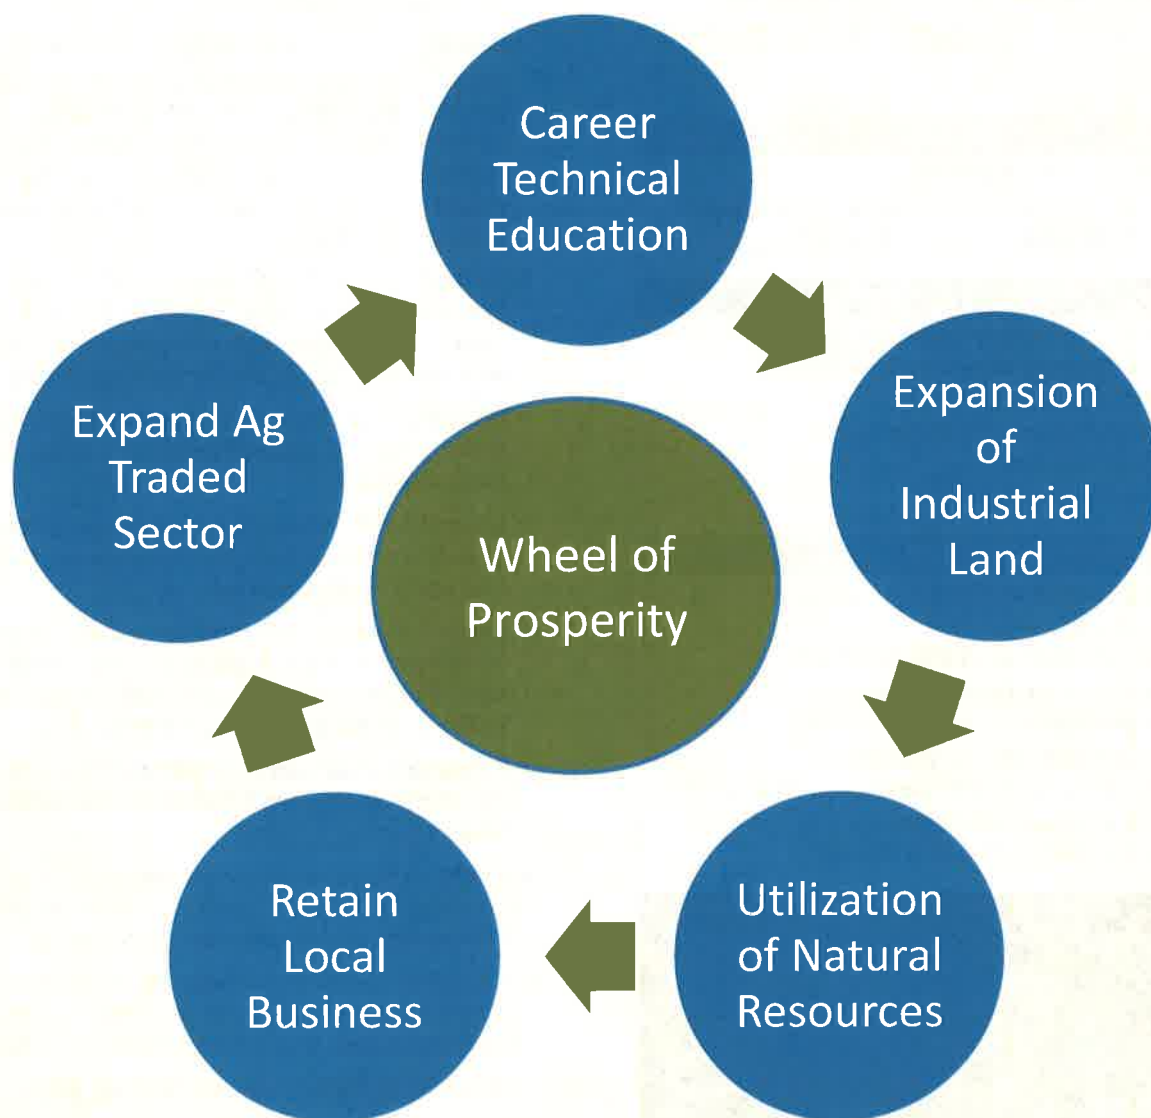 Career
Technical
Education
Expansion
of
Industrial
Land
Utilization
of Natural
Resources
Retain
Local
Business
Expand Ag
Traded
Sector
Wheel of
Prosperity